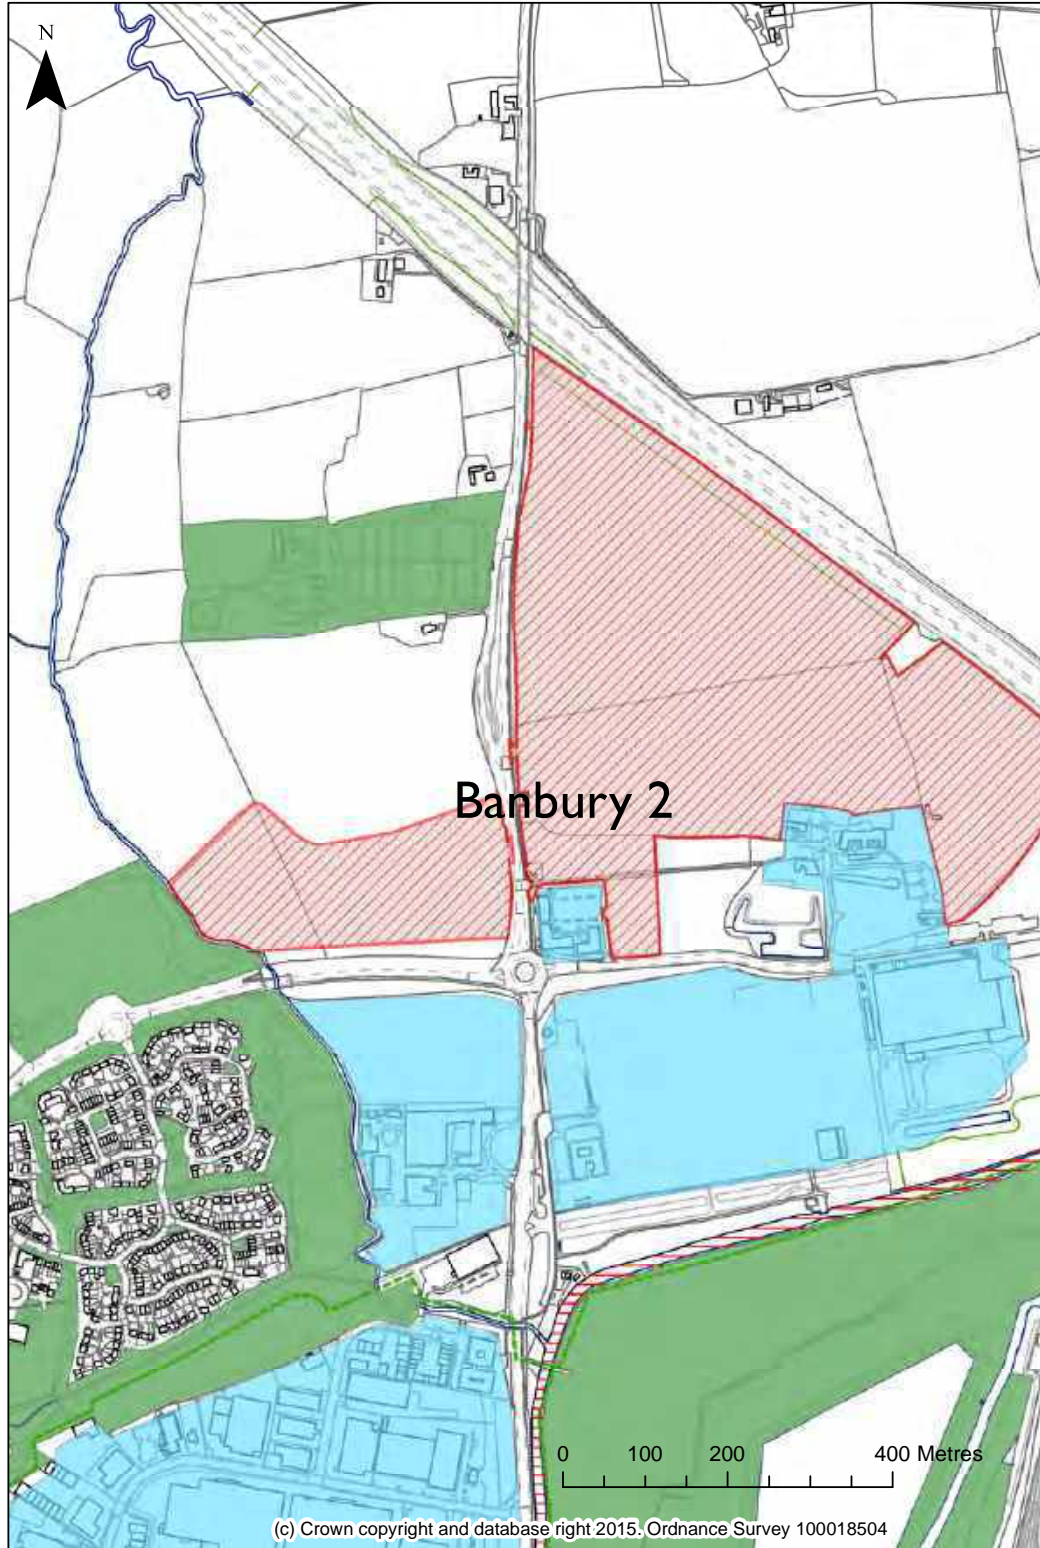 N
Banbury 2
0 100 200 400 Metres
(c) Crown copyright and database right 2015. Ordnance Survey 100018504